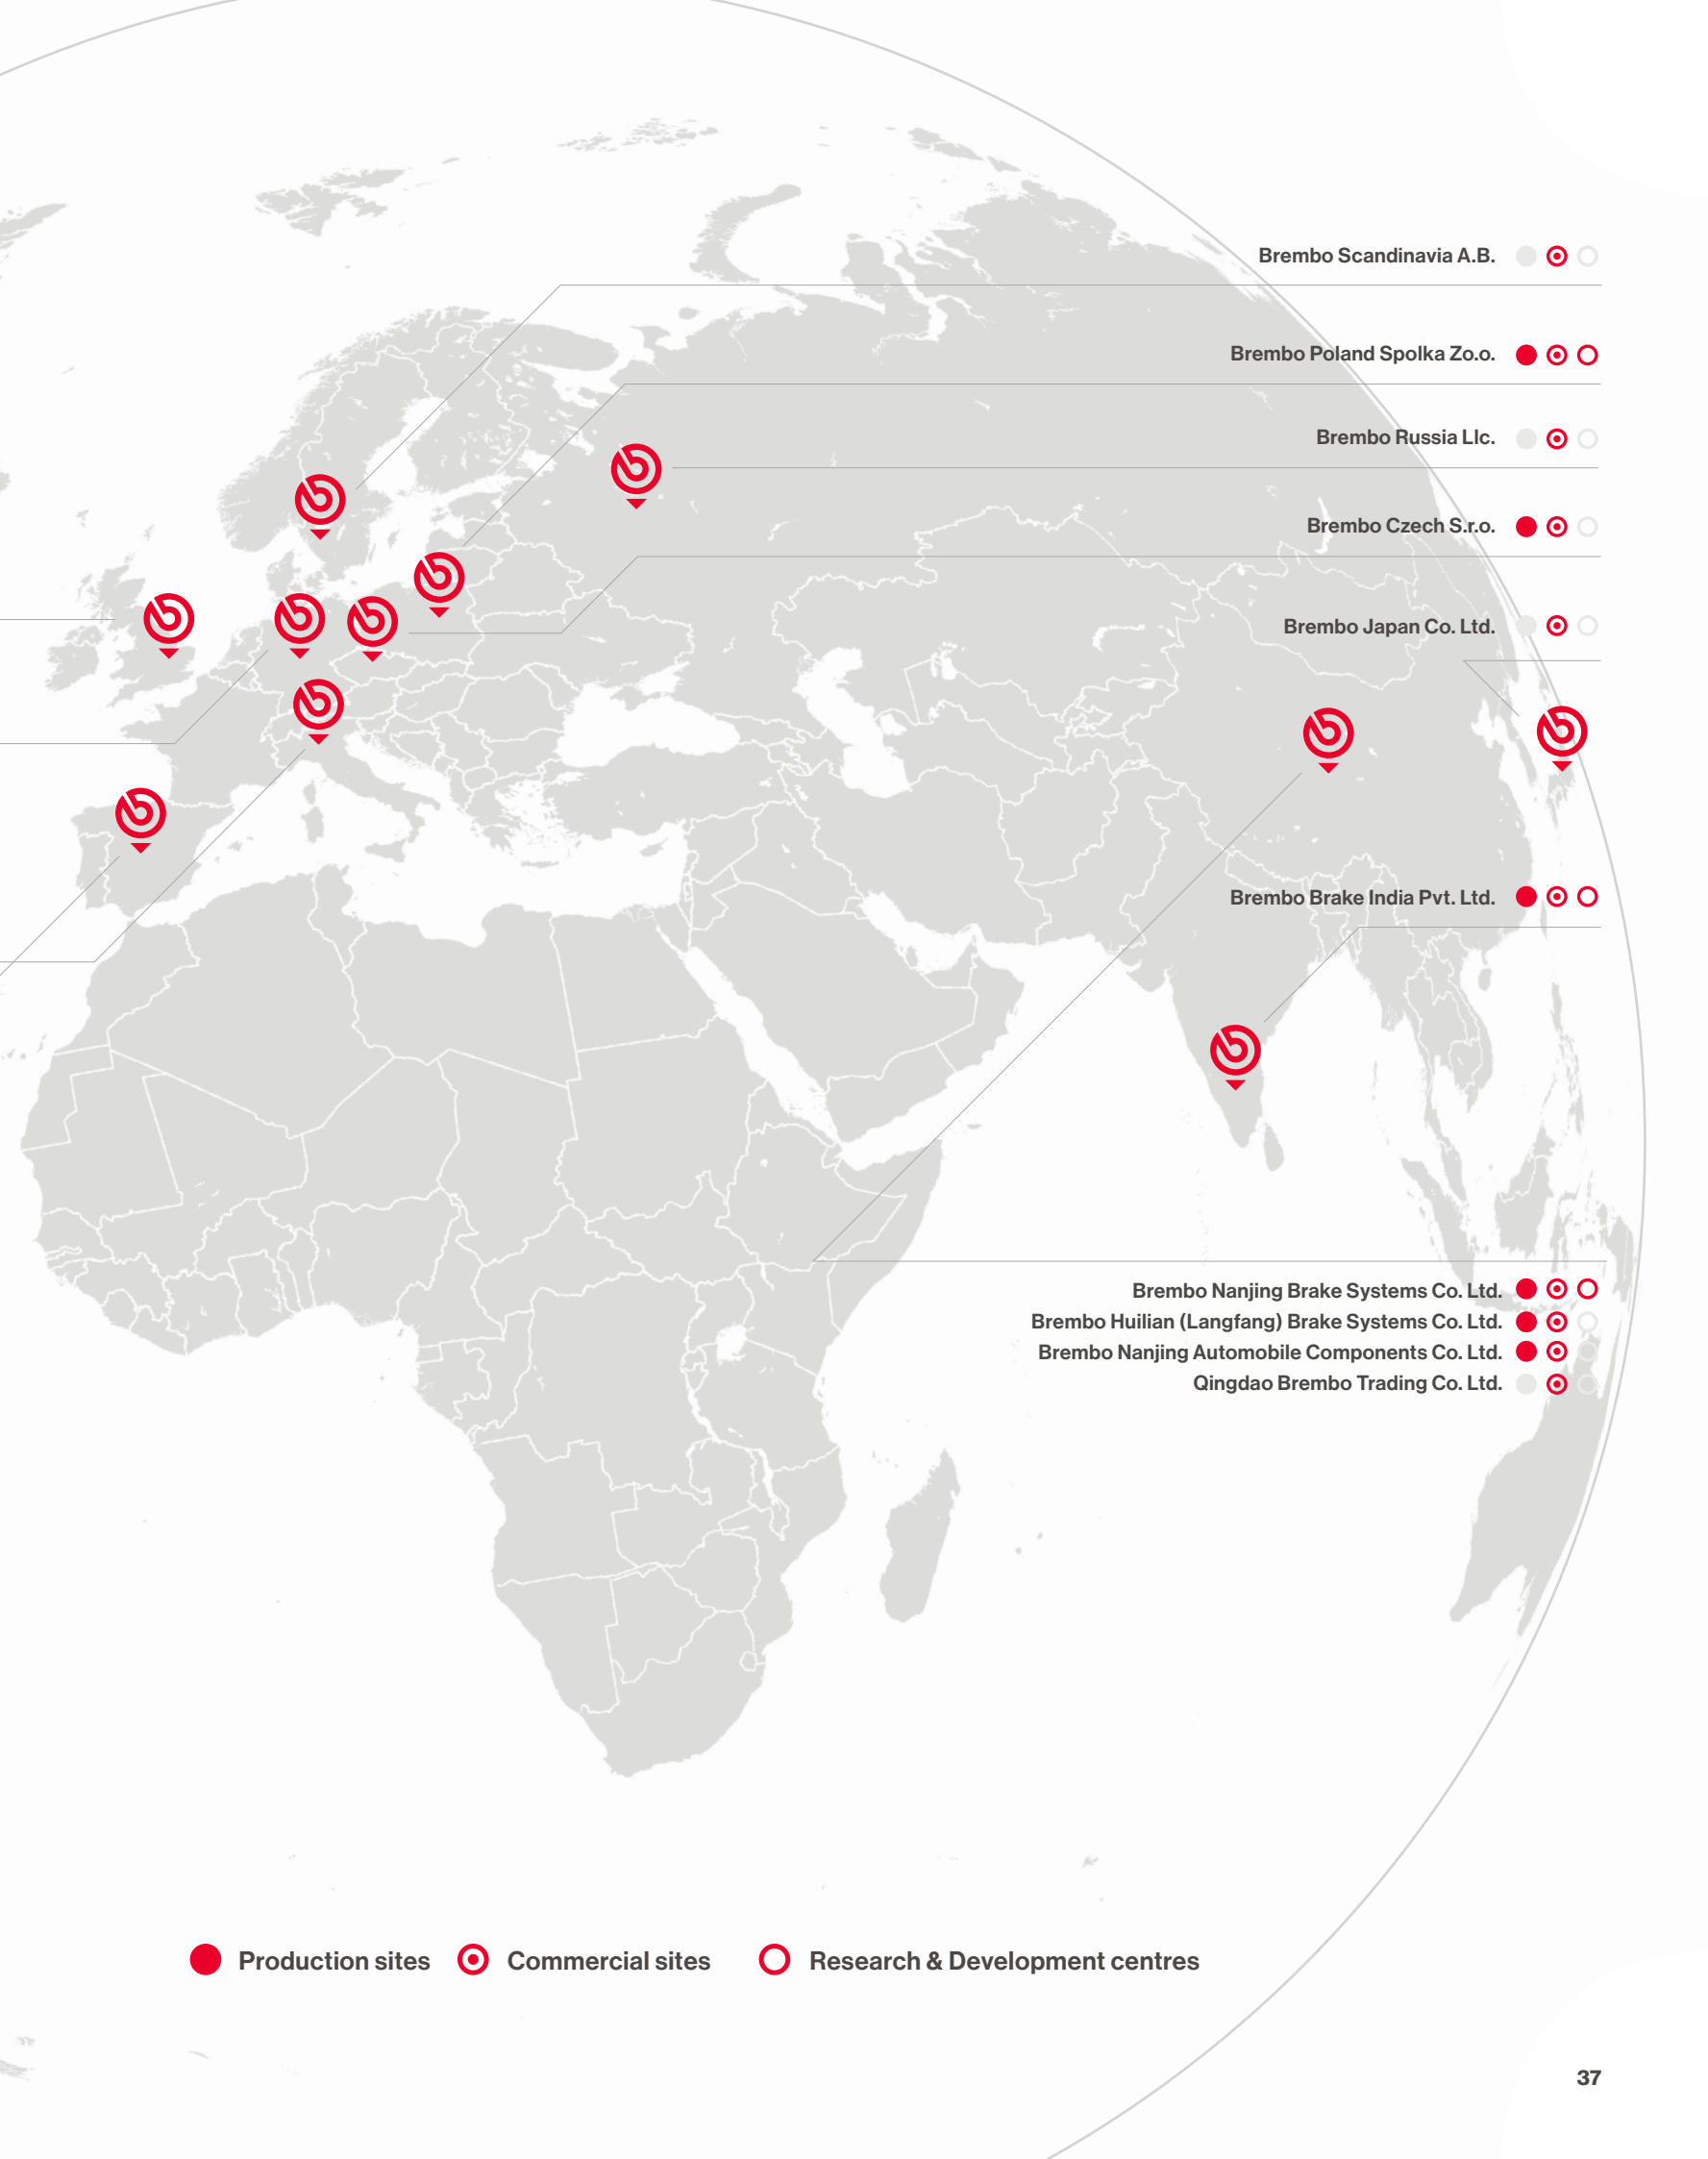 Brembo Scandinavia A.B.
Brembo Poland Spolka Zo.o.
Brembo Russia Llc.
Brembo Czech S.r.o.
Brembo Japan Co. Ltd.
Brembo Brake India Pvt. Ltd.
Brembo Nanjing Brake Systems Co. Ltd.
Brembo Huilian (Langfang) Brake Systems Co. Ltd.
Brembo Nanjing Automobile Components Co. Ltd.
Qingdao Brembo Trading Co. Ltd.
Production sites Commercial sites Research & Development centres
37